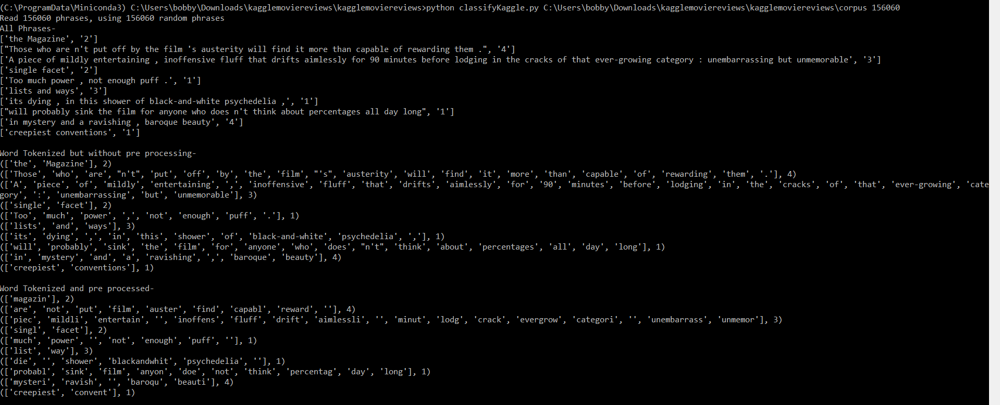 (C:\ProgramData\Miniconda3) C:\Users\bobby\Downloads\kagglemoviereviews\kagglemoviereviews>python classifyKaggle.py C:\Users\bobby\Downloads\kagglemoviereviews\kagglemoviereviews\corpus 156060
Read 156060 phrases, using 156060 random phrases
All Phrases-
['the Magazine', '2']
["Those who are n't put off by the film 's austerity will find it more than capable of rewarding them .", '4']
['A piece of mildly entertaining , inoffensive fluff that drifts aimlessly for 90 minutes before lodging in the cracks of that ever-growing category : unembarrassing but unmemorable', '3']
['single facet', '2']
['Too much power , not enough puff .', '1']
['lists and ways', '3']
['its dying , in this shower of black-and-white psychedelia ,', '1']
["will probably sink the film for anyone who does n't think about percentages all day long", '1']
['in mystery and a ravishing , baroque beauty', '4']
['creepiest conventions', '1']
Word Tokenized but without pre processing-
(['the', 'Magazine'], 2)
(['Those', 'who', 'are', "n't", 'put', 'off', 'by', 'the', 'film', "'s", 'austerity', 'will', 'find', 'it', 'more', 'than', 'capable', 'of', 'rewarding', 'them', '.'], 4)
(['A', 'piece', 'of', 'mildly', 'entertaining', ',', 'inoffensive', 'fluff', 'that', 'drifts', 'aimlessly', 'for', '90', 'minutes', 'before', 'lodging', 'in', 'the', 'cracks', 'of', 'that', 'ever-growing', 'cate
gory', ':', 'unembarrassing', 'but', 'unmemorable'], 3)
(['single', 'facet'], 2)
(['Too', 'much', 'power', ',', 'not', 'enough', 'puff', '.'], 1)
(['lists', 'and', 'ways'], 3)
(['its', 'dying', ',', 'in', 'this', 'shower', 'of', 'black-and-white', 'psychedelia', ','], 1)
(['will', 'probably', 'sink', 'the', 'film', 'for', 'anyone', 'who', 'does', "n't", 'think', 'about', 'percentages', 'all', 'day', 'long'], 1)
(['in', 'mystery', 'and', 'a', 'ravishing', ',', 'baroque', 'beauty'], 4)
(['creepiest', 'conventions'], 1)
Word Tokenized and pre processed-
(['magazin'], 2)
(['are', 'not', 'put', 'film', 'auster', 'find', 'capabl', 'reward', ''], 4)
(['piec', 'mildli', 'entertain', '', 'inoffens', 'fluff', 'drift', 'aimlessli', '', 'minut', 'lodg', 'crack', 'evergrow', 'categori', '', 'unembarrass', 'unmemor'], 3)
(['singl', 'facet'], 2)
(['much', 'power', '', 'not', 'enough', 'puff', ''], 1)
(['list', 'way'], 3)
(['die', '', 'shower', 'blackandwhit', 'psychedelia', ''], 1)
(['probabl', 'sink', 'film', 'anyon', 'doe', 'not', 'think', 'percentag', 'day', 'long'], 1)
(['mysteri', 'ravish', '', 'baroqu', 'beauti'], 4)
(['creepiest', 'convent'], 1)